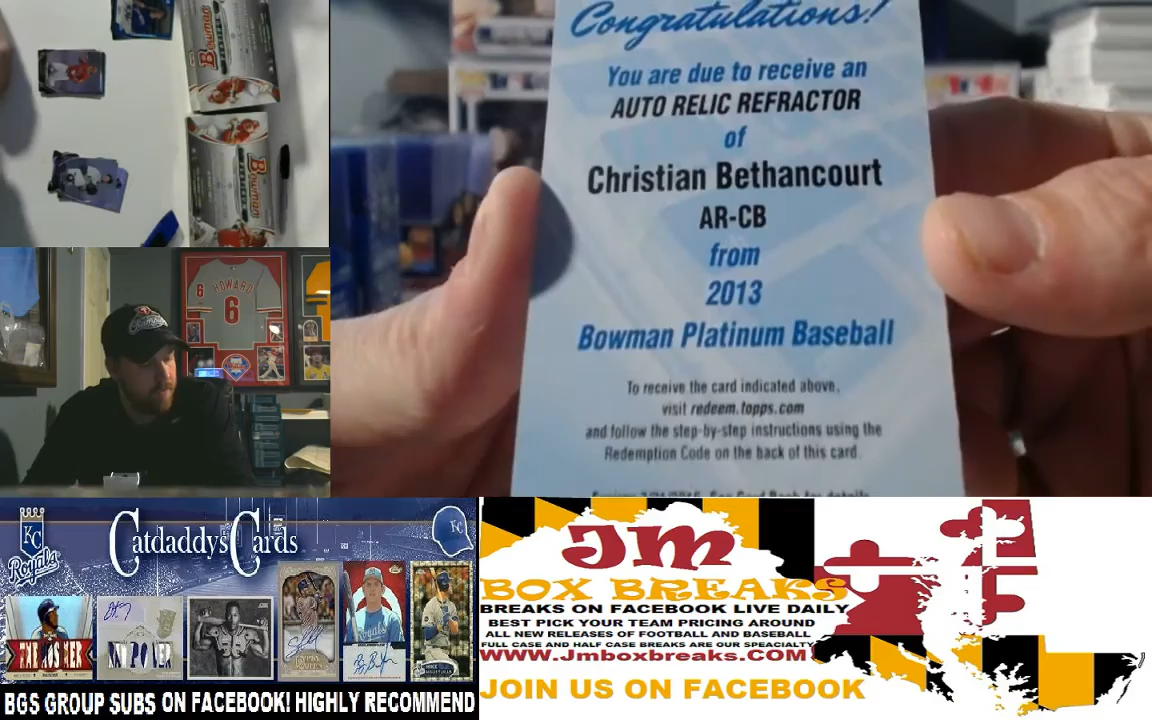 Bowman
Bowman
HOWARD
6
6
Congratulations!
You are due to receive an
AUTO RELIC REFRACTOR
of
Christian Bethancourt
AR-CB
from
2013
Bowman Platinum Baseball
To receive the card indicated above,
visit redeem.topps.com
and follow the step-by-step instructions using the
Redemption Code on the back of this card.
KC
Royals
CatdaddysCards
KC
Royals
BGS GROUP SUBS ON FACEBOOK! HIGHLY RECOMMEND
JM
BOX BREAKS
BREAKS ON FACEBOOK LIVE DAILY
BEST PICK YOUR TEAM PRICING AROUND
ALL NEW RELEASES OF FOOTBALL AND BASEBALL
FULL CASE AND HALF CASE BREAKS ARE OUR SPEACIALTY
WWW.Jmboxbreaks.COM
JOIN US ON FACEBOOK